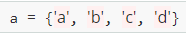 a = {'a', 'b', 'c', 'd'}